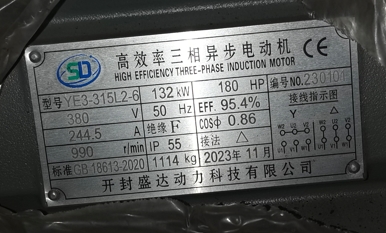 SD 高效率三相异步电动机 CE
HIGH EFFICIENCY THREE-PHASE INDUCTION MOTOR
型号 YE3-315L2-6 132 kW 180 HP 编号No.230101
380 V 50 Hz EFF. 95.4% 接线指示图
244.5 A 绝缘 F COSφ 0.86
990 r/min IP 55 接法 △
标准 GB 18613-2020 1114 kg 2023年 11月
开封盛达动力科技有限公司